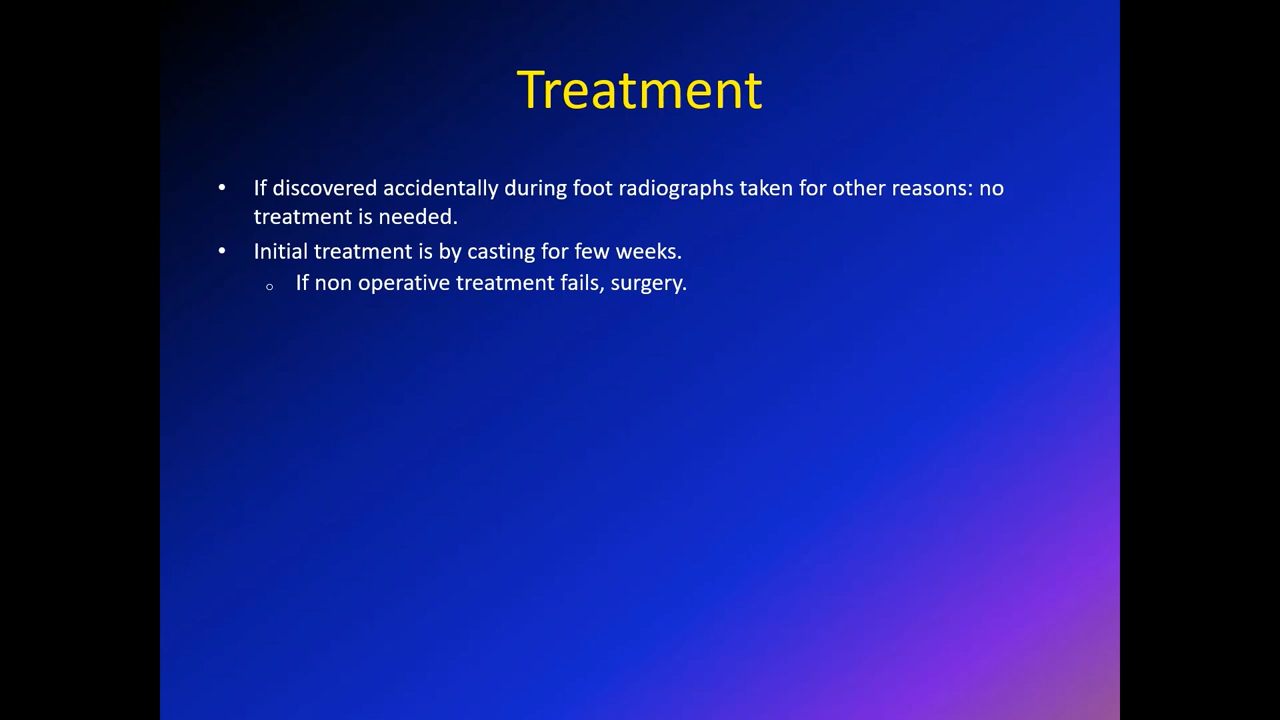 Treatment
• If discovered accidentally during foot radiographs taken for other reasons: no
treatment is needed.
• Initial treatment is by casting for few weeks.
○ If non operative treatment fails, surgery.